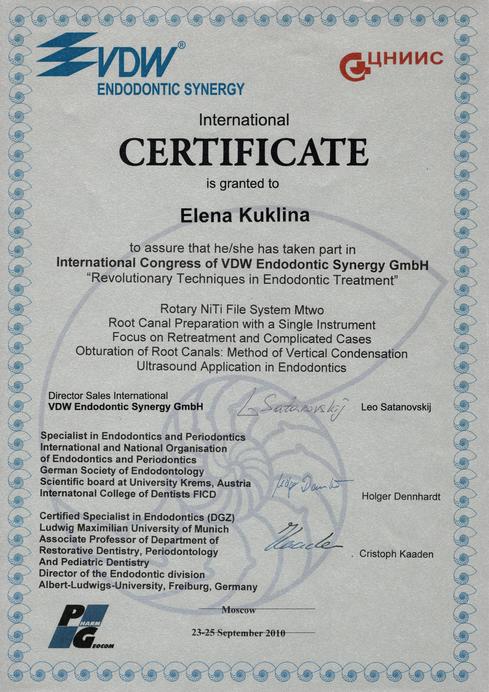 VDW®
ENDODONTIC SYNERGY
ЦНИИС
International
CERTIFICATE
is granted to
Elena Kuklina
to assure that he/she has taken part in
International Congress of VDW Endodontic Synergy GmbH
“Revolutionary Techniques in Endodontic Treatment”
Rotary NiTi File System Mtwo
Root Canal Preparation with a Single Instrument
Focus on Retreatment and Complicated Cases
Obturation of Root Canals: Method of Vertical Condensation
Ultrasound Application in Endodontics
Director Sales International
VDW Endodontic Synergy GmbH
L Satanovskij
Leo Satanovskij
Specialist in Endodontics and Periodontics
International and National Organisation
of Endodontics and Periodontics
German Society of Endodontology
Scientific board at University Krems, Austria
Internatonal College of Dentists FICD
Holger Dennhardt
Certified Specialist in Endodontics (DGZ)
Ludwig Maximilian University of Munich
Associate Professor of Department of
Restorative Dentistry, Periodontology
And Pediatric Dentistry
Director of the Endodontic division
Albert-Ludwigs-University, Freiburg, Germany
Kaaden
. Cristoph Kaaden
PHARM
GEOCOM
Moscow
23-25 September 2010